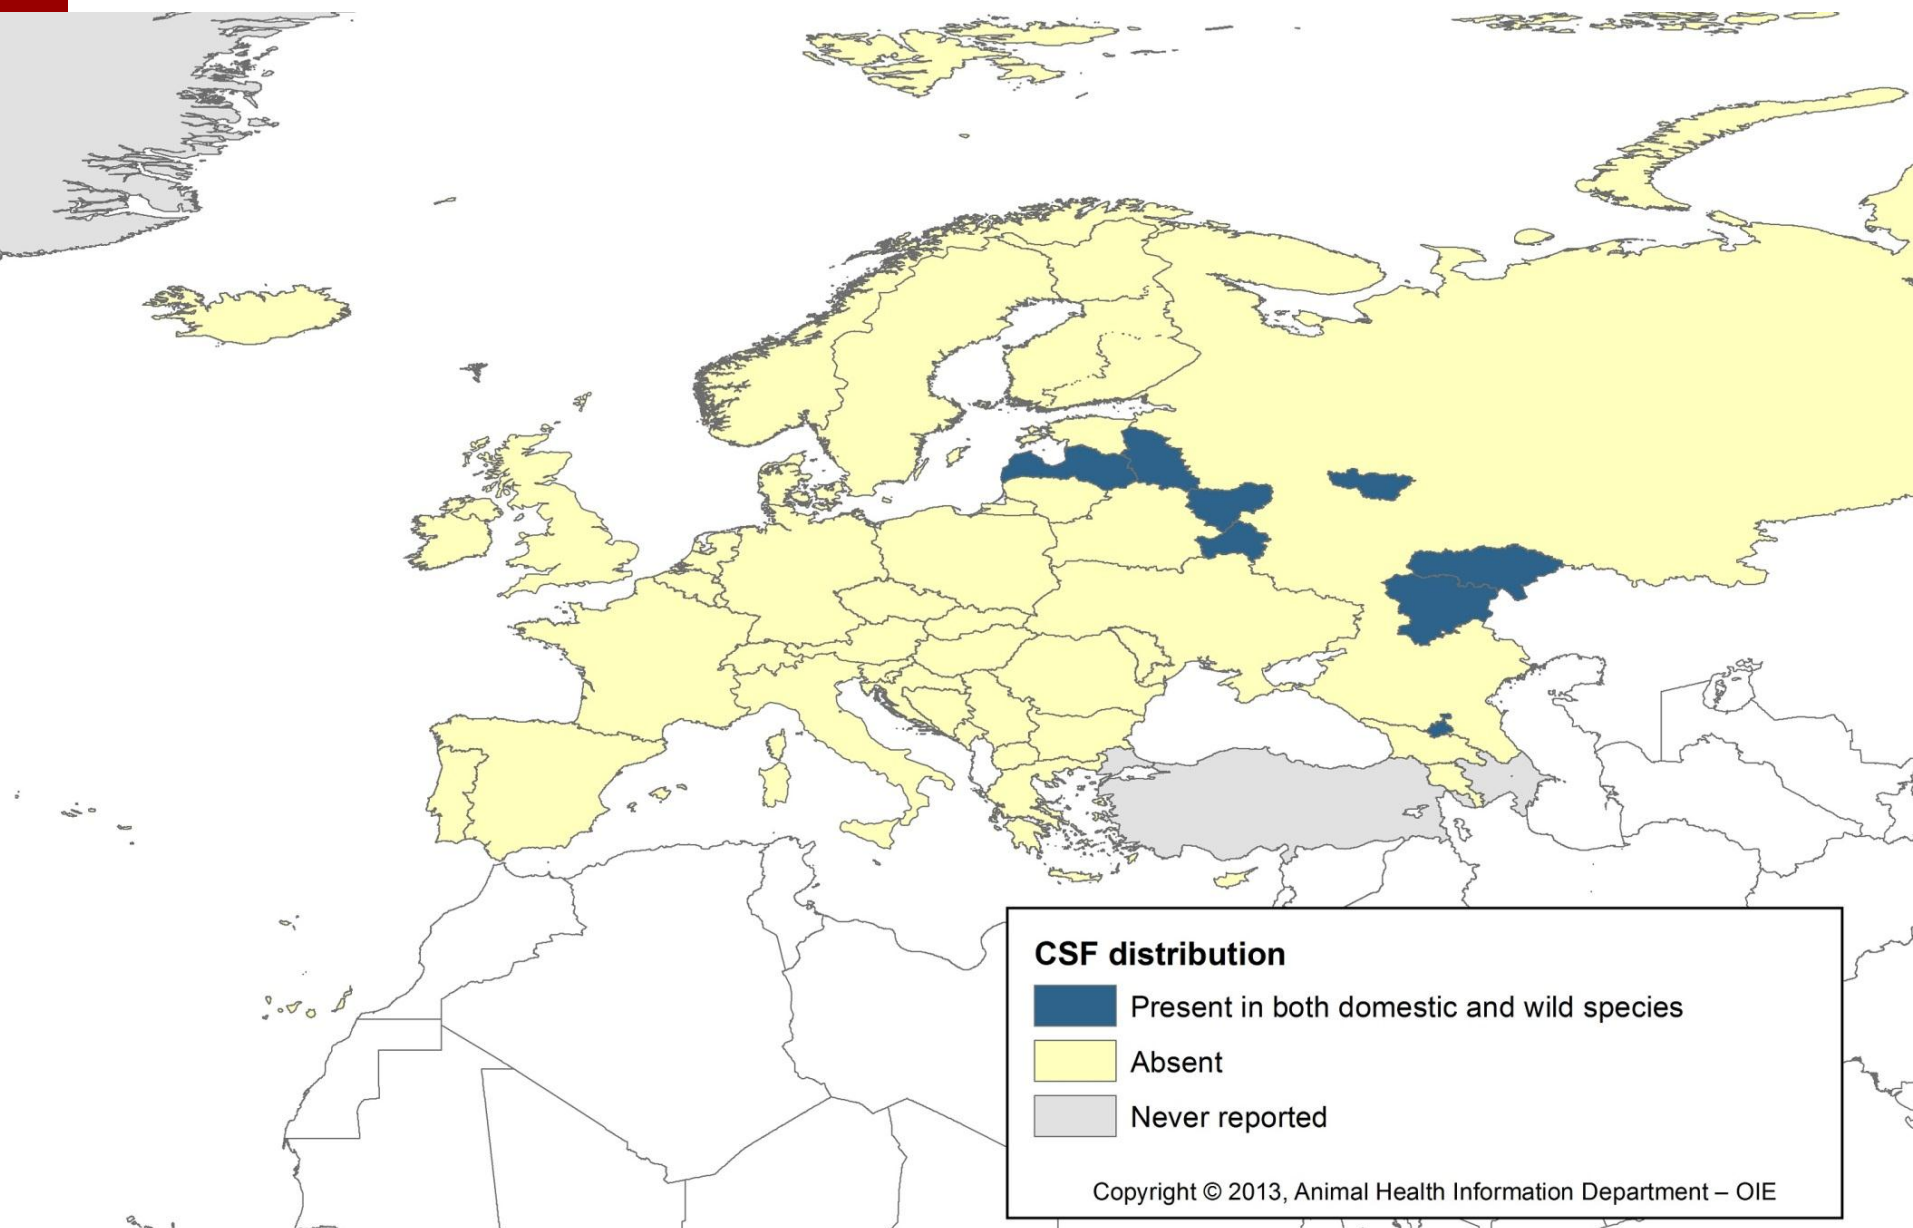 CSF distribution
Present in both domestic and wild species
Absent
Never reported
Copyright © 2013, Animal Health Information Department – OIE